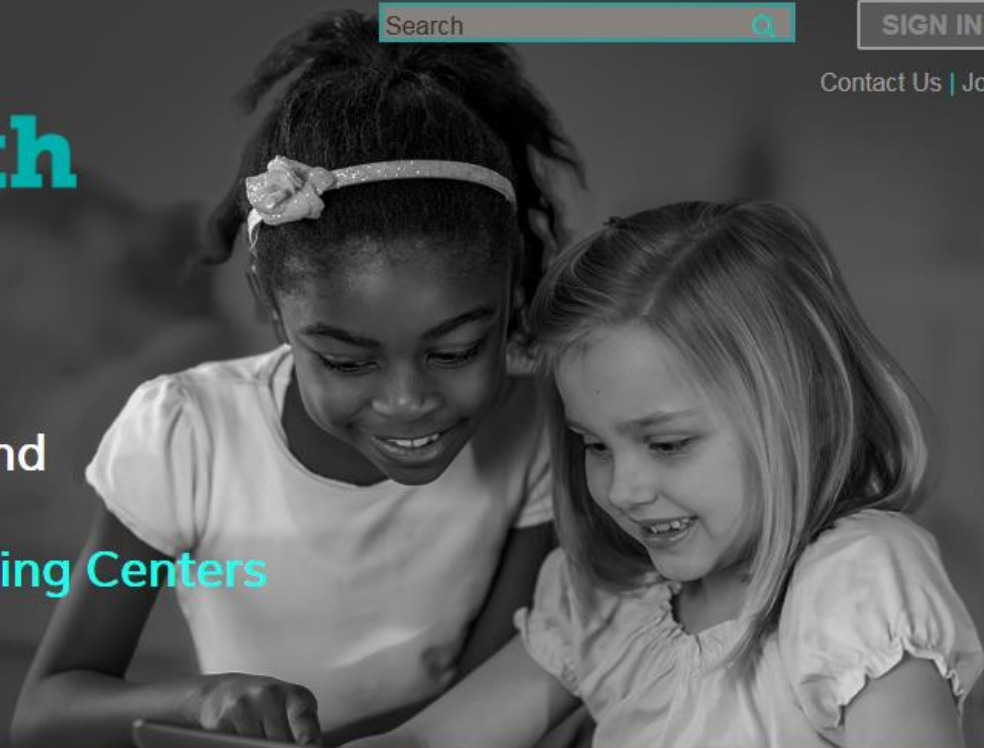 Search
SIGN IN
Contact Us | Jo
th
nd
ing Centers